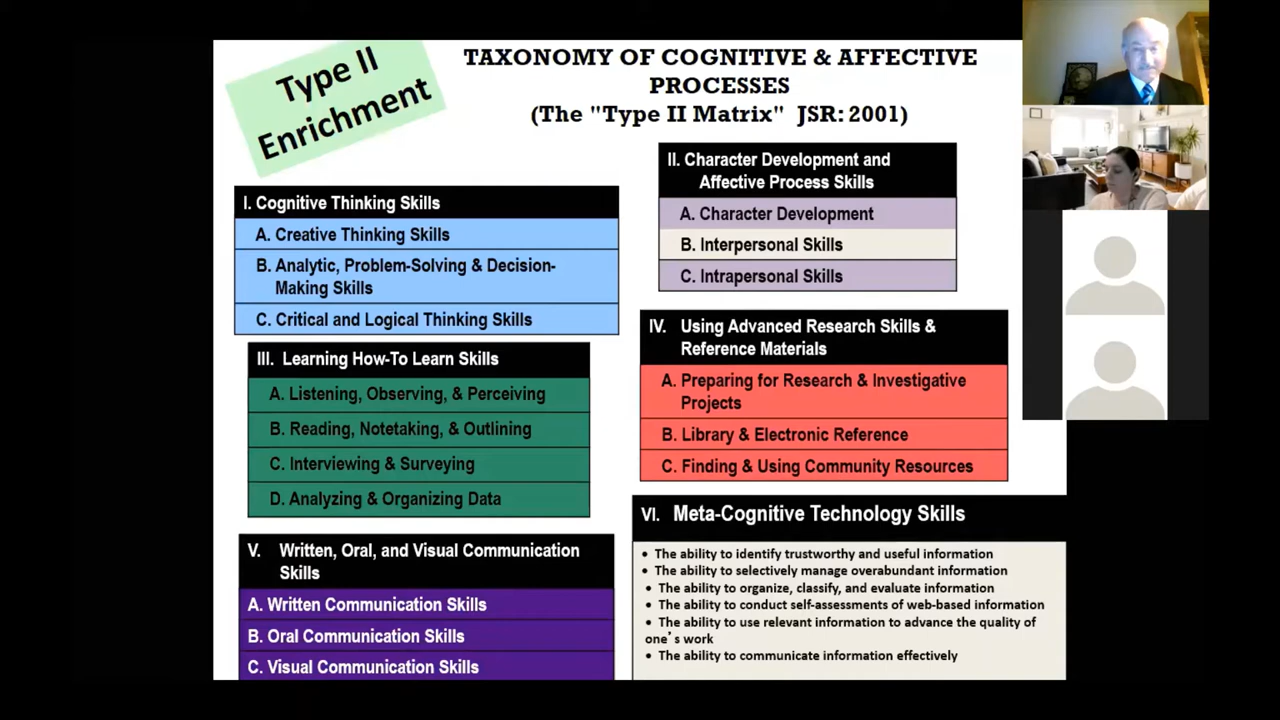 Type II
Enrichment
TAXONOMY OF COGNITIVE & AFFECTIVE
PROCESSES
(The "Type II Matrix" JSR: 2001)
I. Cognitive Thinking Skills
A. Creative Thinking Skills
B. Analytic, Problem-Solving & Decision-
Making Skills
C. Critical and Logical Thinking Skills
II. Character Development and
Affective Process Skills
A. Character Development
B. Interpersonal Skills
C. Intrapersonal Skills
III. Learning How-To Learn Skills
A. Listening, Observing, & Perceiving
B. Reading, Notetaking, & Outlining
C. Interviewing & Surveying
D. Analyzing & Organizing Data
IV. Using Advanced Research Skills &
Reference Materials
A. Preparing for Research & Investigative
Projects
B. Library & Electronic Reference
C. Finding & Using Community Resources
V. Written, Oral, and Visual Communication
Skills
A. Written Communication Skills
B. Oral Communication Skills
C. Visual Communication Skills
VI. Meta-Cognitive Technology Skills
• The ability to identify trustworthy and useful information
• The ability to selectively manage overabundant information
• The ability to organize, classify, and evaluate information
• The ability to conduct self-assessments of web-based information
• The ability to use relevant information to advance the quality of
one's work
• The ability to communicate information effectively